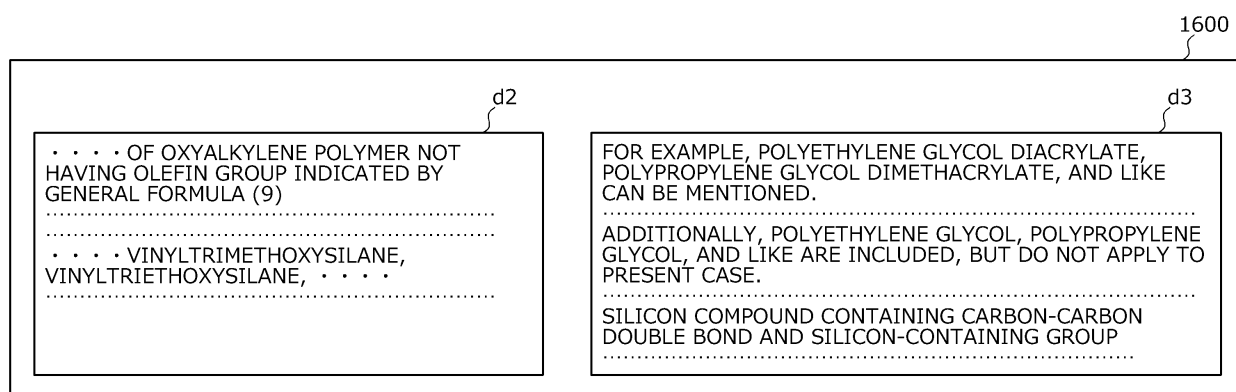 1600
d2
・・・・OF OXYALKYLENE POLYMER NOT
HAVING OLEFIN GROUP INDICATED BY
GENERAL FORMULA (9)
・・・・VINYLTRIMETHOXYSILANE,
VINYLTRIETHOXYSILANE, ・・・・
d3
FOR EXAMPLE, POLYETHYLENE GLYCOL DIACRYLATE,
POLYPROPYLENE GLYCOL DIMETHACRYLATE, AND LIKE
CAN BE MENTIONED.
ADDITIONALLY, POLYETHYLENE GLYCOL, POLYPROPYLENE
GLYCOL, AND LIKE ARE INCLUDED, BUT DO NOT APPLY TO
PRESENT CASE.
SILICON COMPOUND CONTAINING CARBON-CARBON
DOUBLE BOND AND SILICON-CONTAINING GROUP